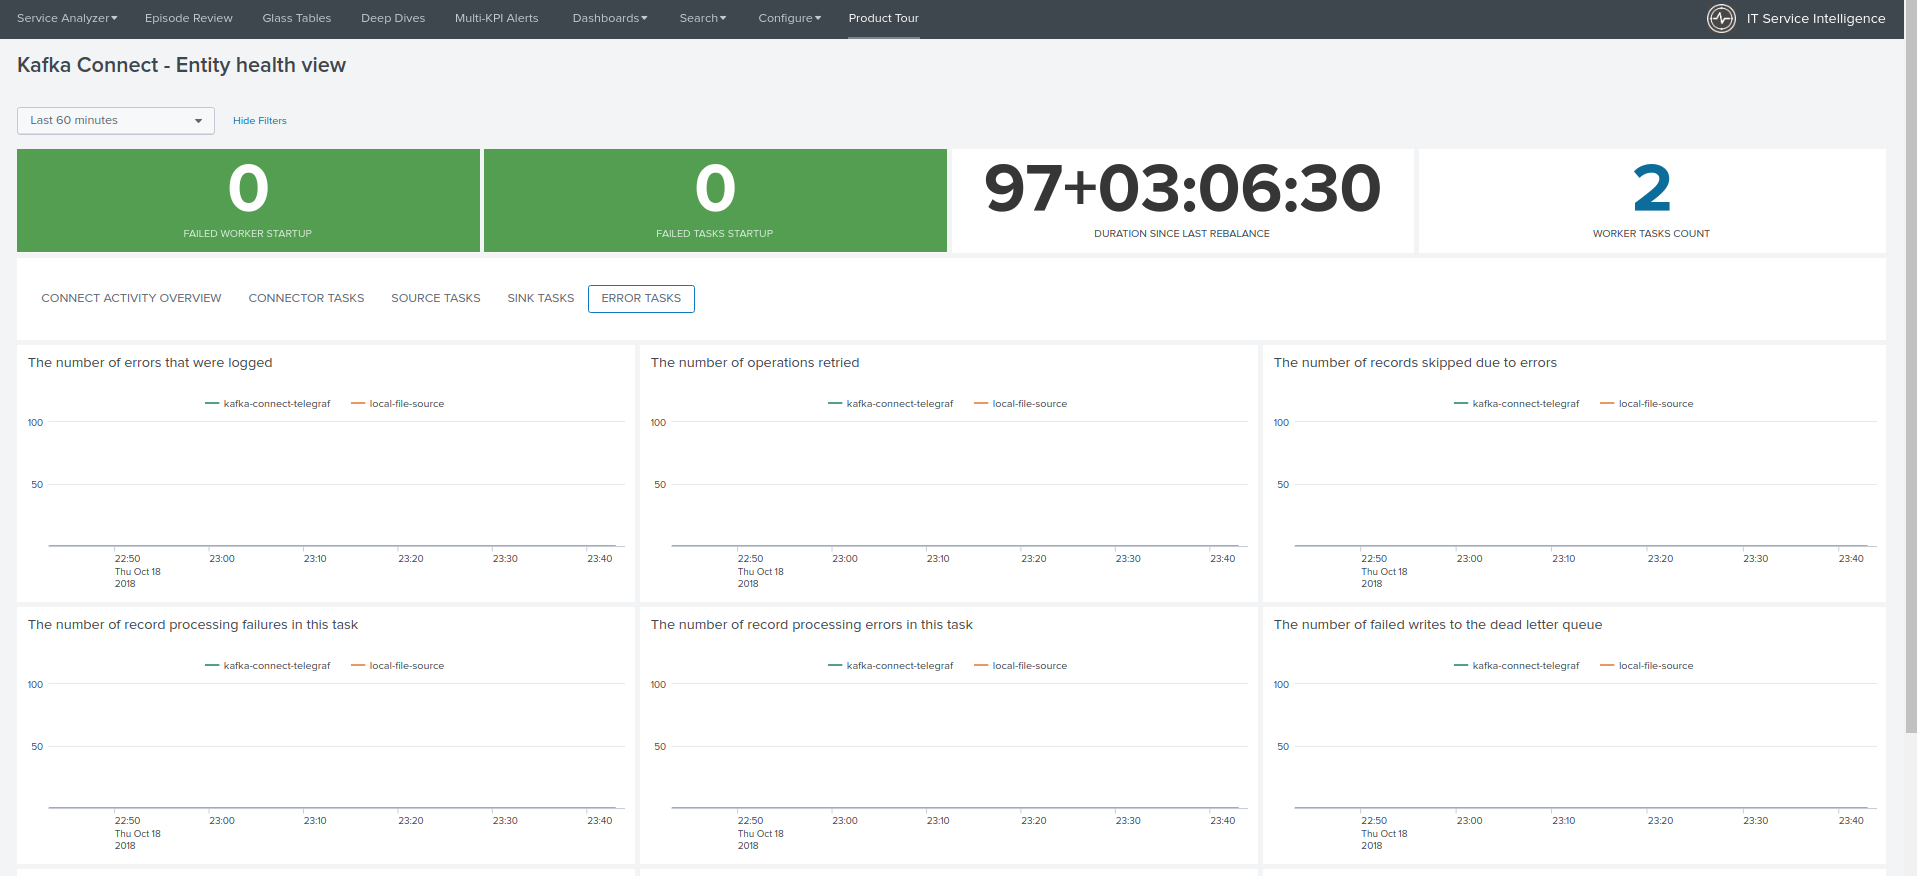 Service Analyzer Episode Review Glass Tables Deep Dives Multi-KPI Alerts Dashboards Search Configure Product Tour IT Service Intelligence
Kafka Connect - Entity health view
Last 60 minutes Hide Filters
0 0 97+03:06:30 2
FAILED WORKER STARTUP FAILED TASKS STARTUP DURATION SINCE LAST REBALANCE WORKER TASKS COUNT
CONNECT ACTIVITY OVERVIEW CONNECTOR TASKS SOURCE TASKS SINK TASKS ERROR TASKS
The number of errors that were logged
kafka-connect-telegraf local-file-source
100
50
22:50 23:00 23:10 23:20 23:30 23:40
Thu Oct 18
2018
The number of operations retried
kafka-connect-telegraf local-file-source
100
50
22:50 23:00 23:10 23:20 23:30 23:40
Thu Oct 18
2018
The number of records skipped due to errors
kafka-connect-telegraf local-file-source
100
50
22:50 23:00 23:10 23:20 23:30 23:40
Thu Oct 18
2018
The number of record processing failures in this task
kafka-connect-telegraf local-file-source
100
50
22:50 23:00 23:10 23:20 23:30 23:40
Thu Oct 18
2018
The number of record processing errors in this task
kafka-connect-telegraf local-file-source
100
50
22:50 23:00 23:10 23:20 23:30 23:40
Thu Oct 18
2018
The number of failed writes to the dead letter queue
kafka-connect-telegraf local-file-source
100
50
22:50 23:00 23:10 23:20 23:30 23:40
Thu Oct 18
2018